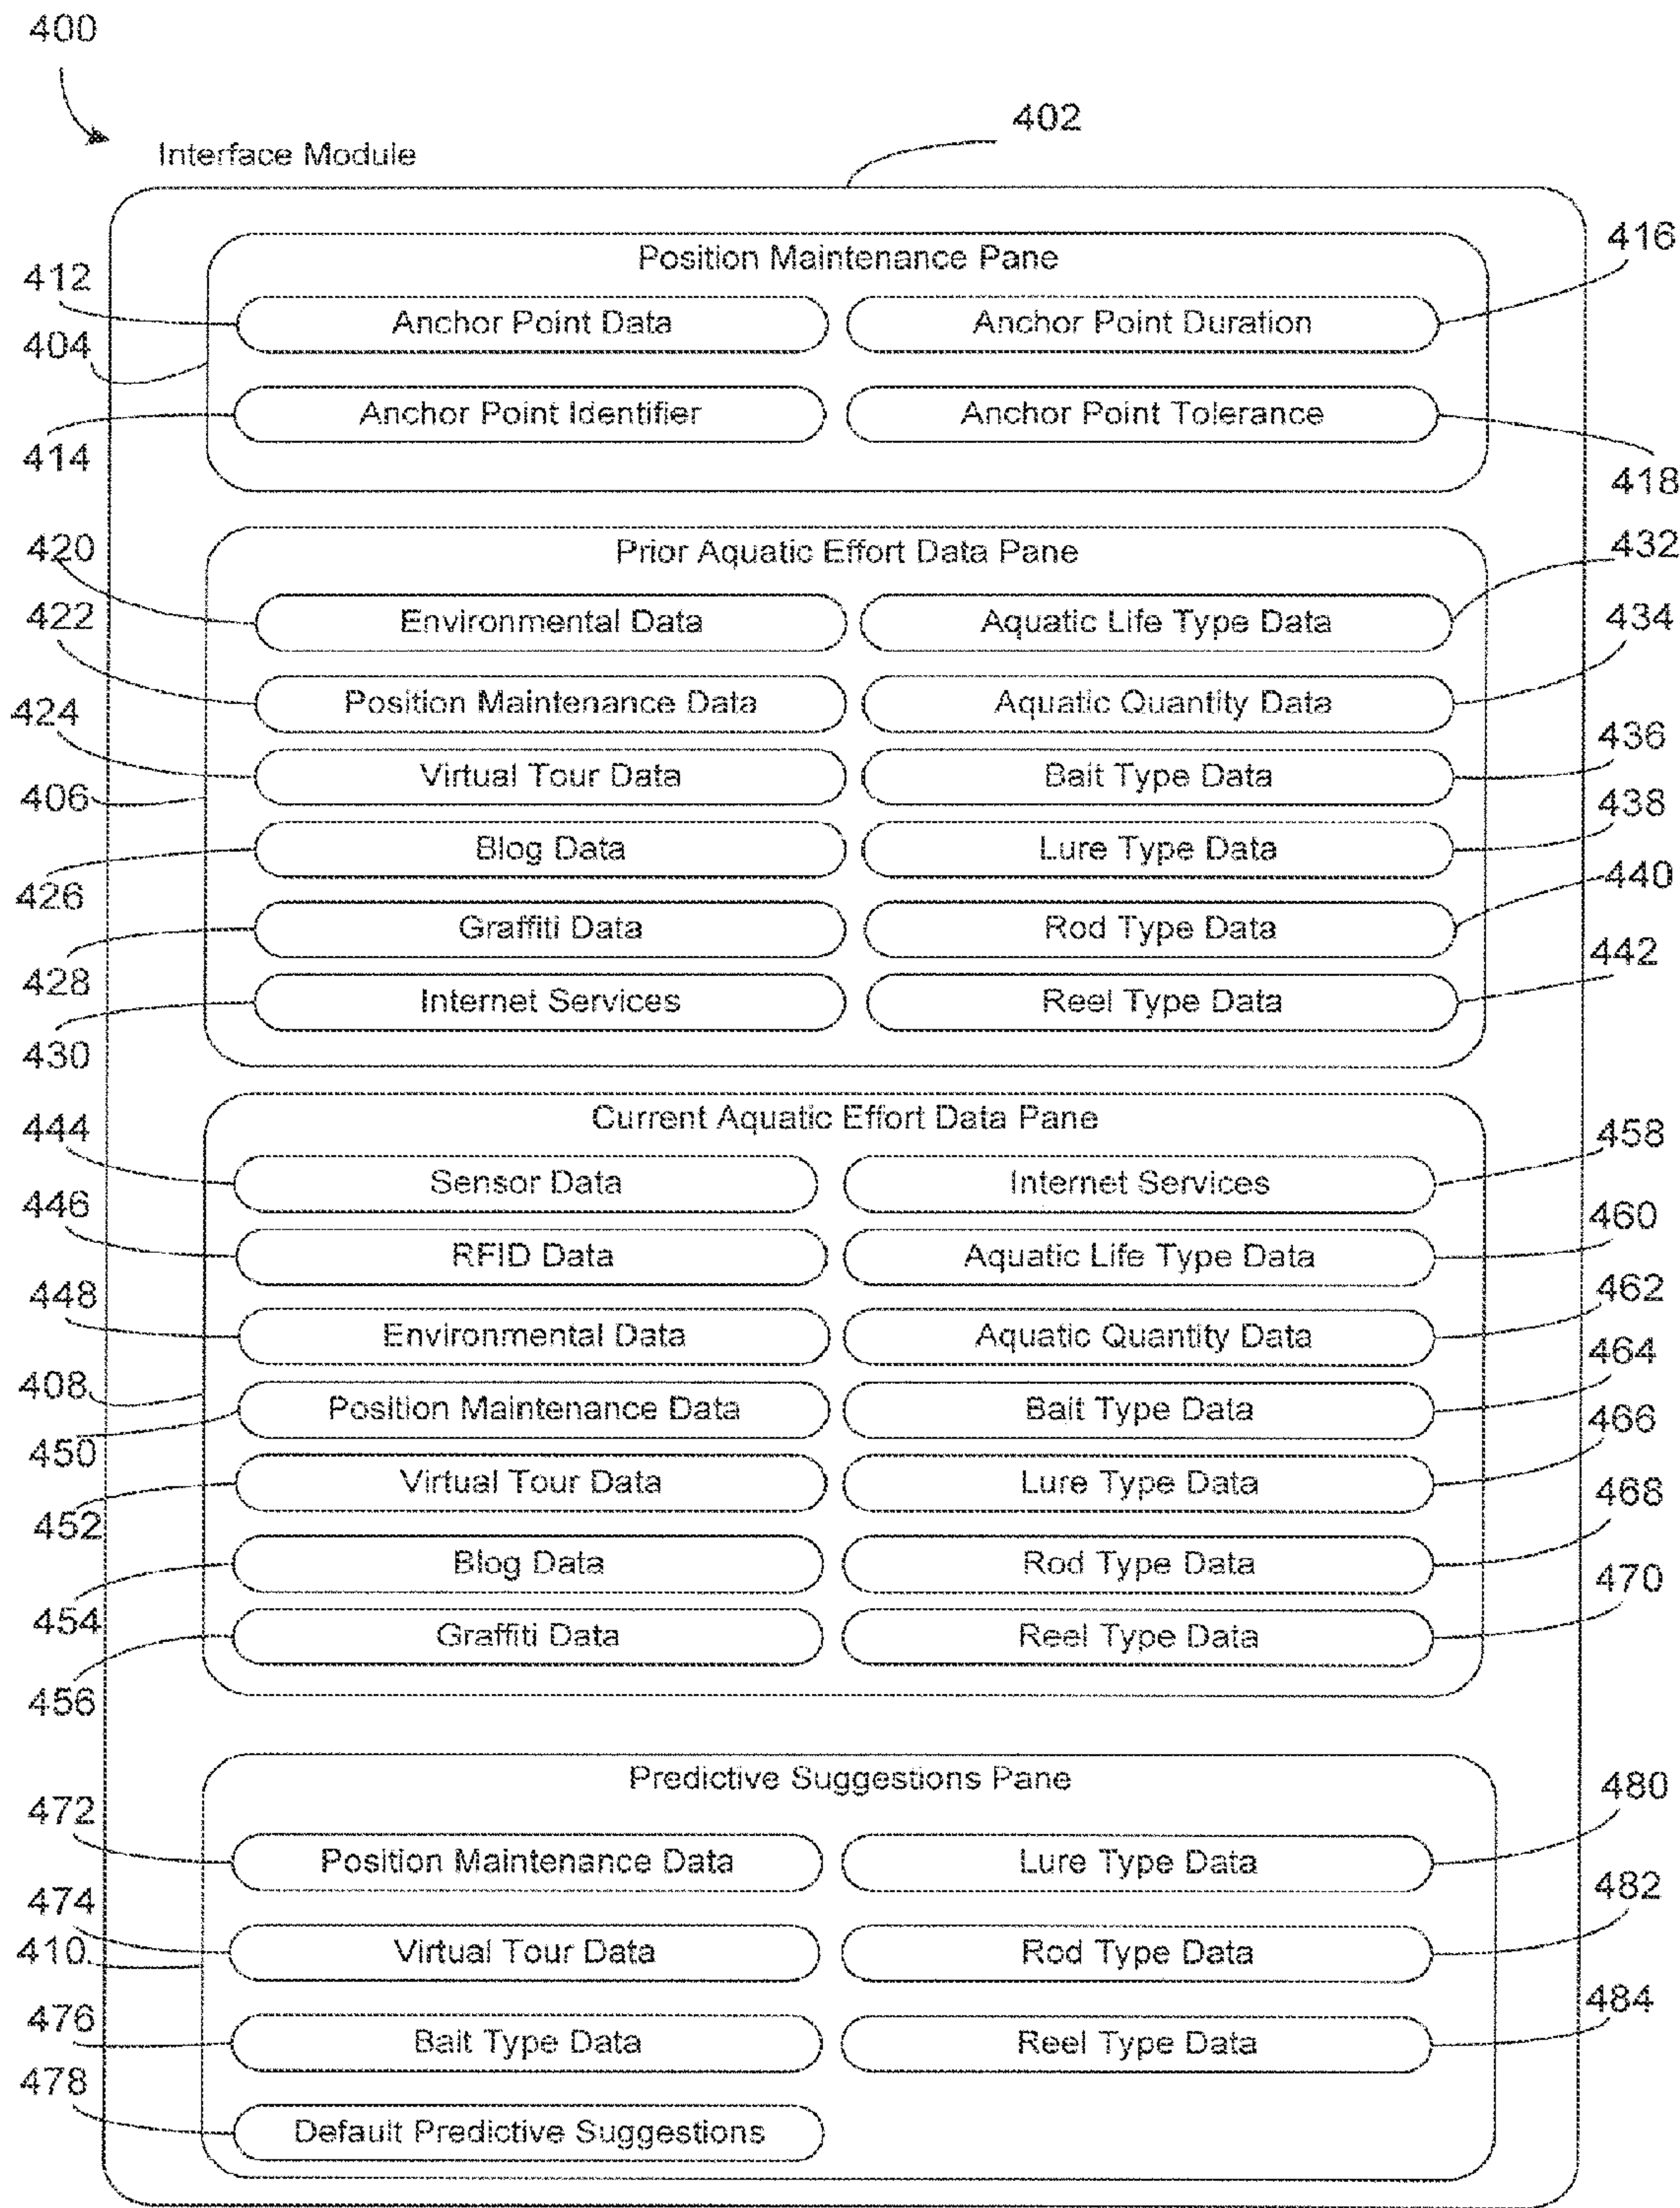 400
402
Interface Module
Position Maintenance Pane
412
Anchor Point Data
Anchor Point Duration
416
404
Anchor Point Identifier
Anchor Point Tolerance
414
418
Prior Aquatic Effort Data Pane
420
Environmental Data
Aquatic Life Type Data
432
422
Position Maintenance Data
Aquatic Quantity Data
434
424
Virtual Tour Data
Bait Type Data
436
406
Blog Data
Lure Type Data
438
426
Graffiti Data
Rod Type Data
440
428
Internet Services
Reel Type Data
442
430
Current Aquatic Effort Data Pane
444
Sensor Data
Internet Services
458
446
RFID Data
Aquatic Life Type Data
460
448
Environmental Data
Aquatic Quantity Data
462
408
Position Maintenance Data
Bait Type Data
464
450
Virtual Tour Data
Lure Type Data
466
452
Blog Data
Rod Type Data
468
454
Graffiti Data
Reel Type Data
470
456
Predictive Suggestions Pane
472
Position Maintenance Data
Lure Type Data
480
474
Virtual Tour Data
Rod Type Data
482
410
476
Bait Type Data
Reel Type Data
484
478
Default Predictive Suggestions